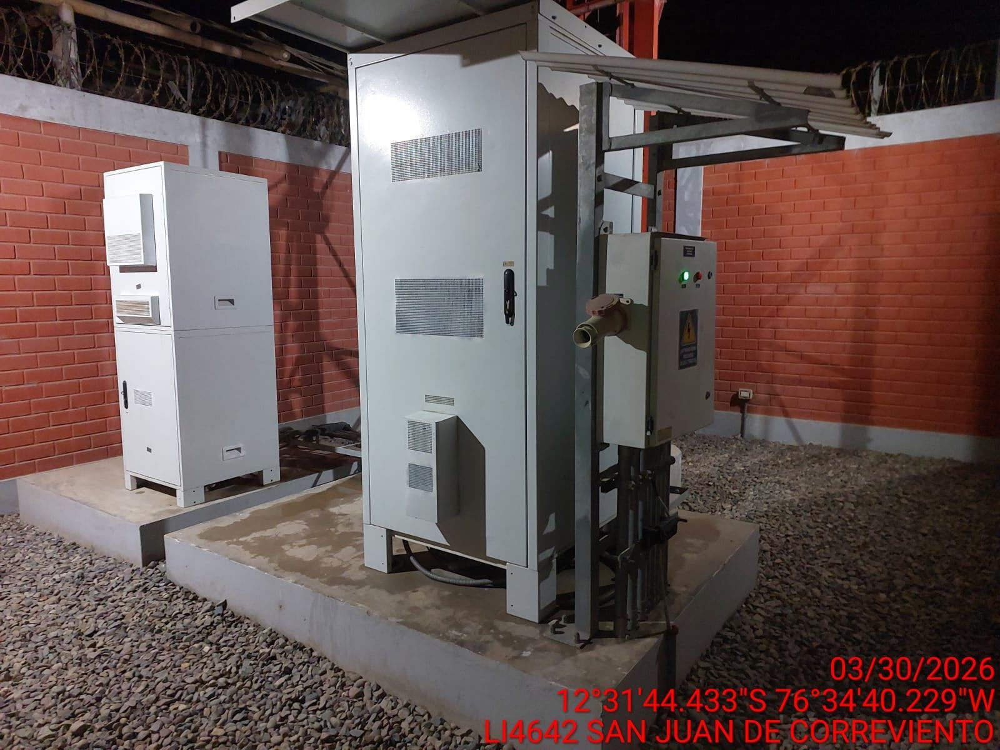 03/30/2026
12°31'44.433"S 76°34'40.229"W
LI4642 SAN JUAN DE CORREVIENTO